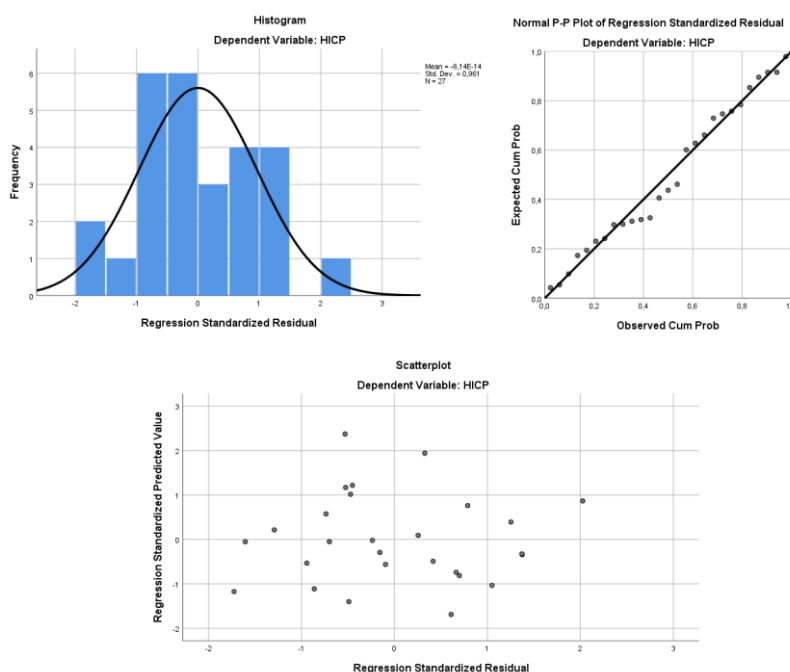 Histogram
Dependent Variable: HICP
Mean = -6,14E-14
Std. Dev. = 0,961
N = 27
Frequency
6
5
4
3
2
1
0
-2
-1
0
1
2
3
Regression Standardized Residual
Normal P-P Plot of Regression Standardized Residual
Dependent Variable: HICP
Expected Cum Prob
1,0
0,8
0,6
0,4
0,2
0,0
0,0
0,2
0,4
0,6
0,8
Observed Cum Prob
Scatterplot
Dependent Variable: HICP
Regression Standardized Predicted Value
3
2
1
0
-1
-2
-2
-1
0
1
2
3
Regression Standardized Residual